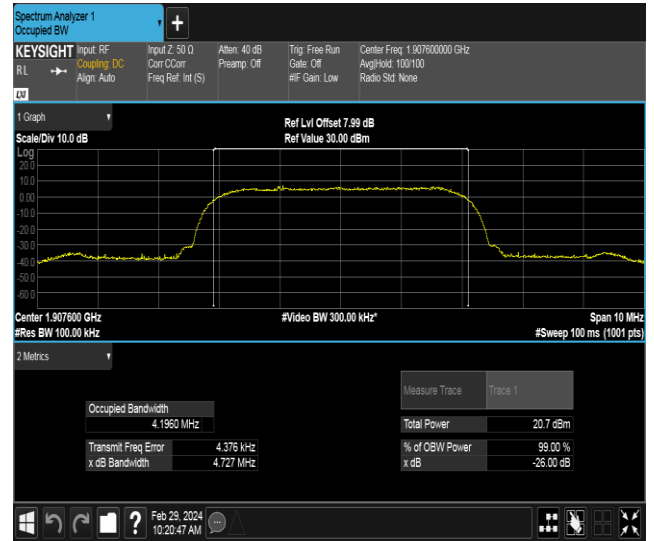 Spectrum Analyzer 1
Occupied BW
KEYSIGHT Input: RF Input Z: 50 Ω Atten: 40 dB Trig: Free Run Center Freq: 1.907600000 GHz
RL Coupling: DC Corr CCorr Preamp: Off Gate: Off Avg|Hold: 100/100
Align: Auto Freq Ref: Int (S) #IF Gain: Low Radio Std: None
LXI
1 Graph
Ref Lvl Offset 7.99 dB
Scale/Div 10.0 dB Ref Value 30.00 dBm
Log
20.0
10.0
0.00
-10.0
-20.0
-30.0
-40.0
-50.0
-60.0
Center 1.907600 GHz #Video BW 300.00 kHz* Span 10 MHz
#Res BW 100.00 kHz #Sweep 100 ms (1001 pts)
2 Metrics
Measure Trace Trace 1
Occupied Bandwidth
4.1960 MHz Total Power 20.7 dBm
Transmit Freq Error 4.376 kHz % of OBW Power 99.00 %
x dB Bandwidth 4.727 MHz x dB -26.00 dB
Feb 29, 2024
10:20:47 AM